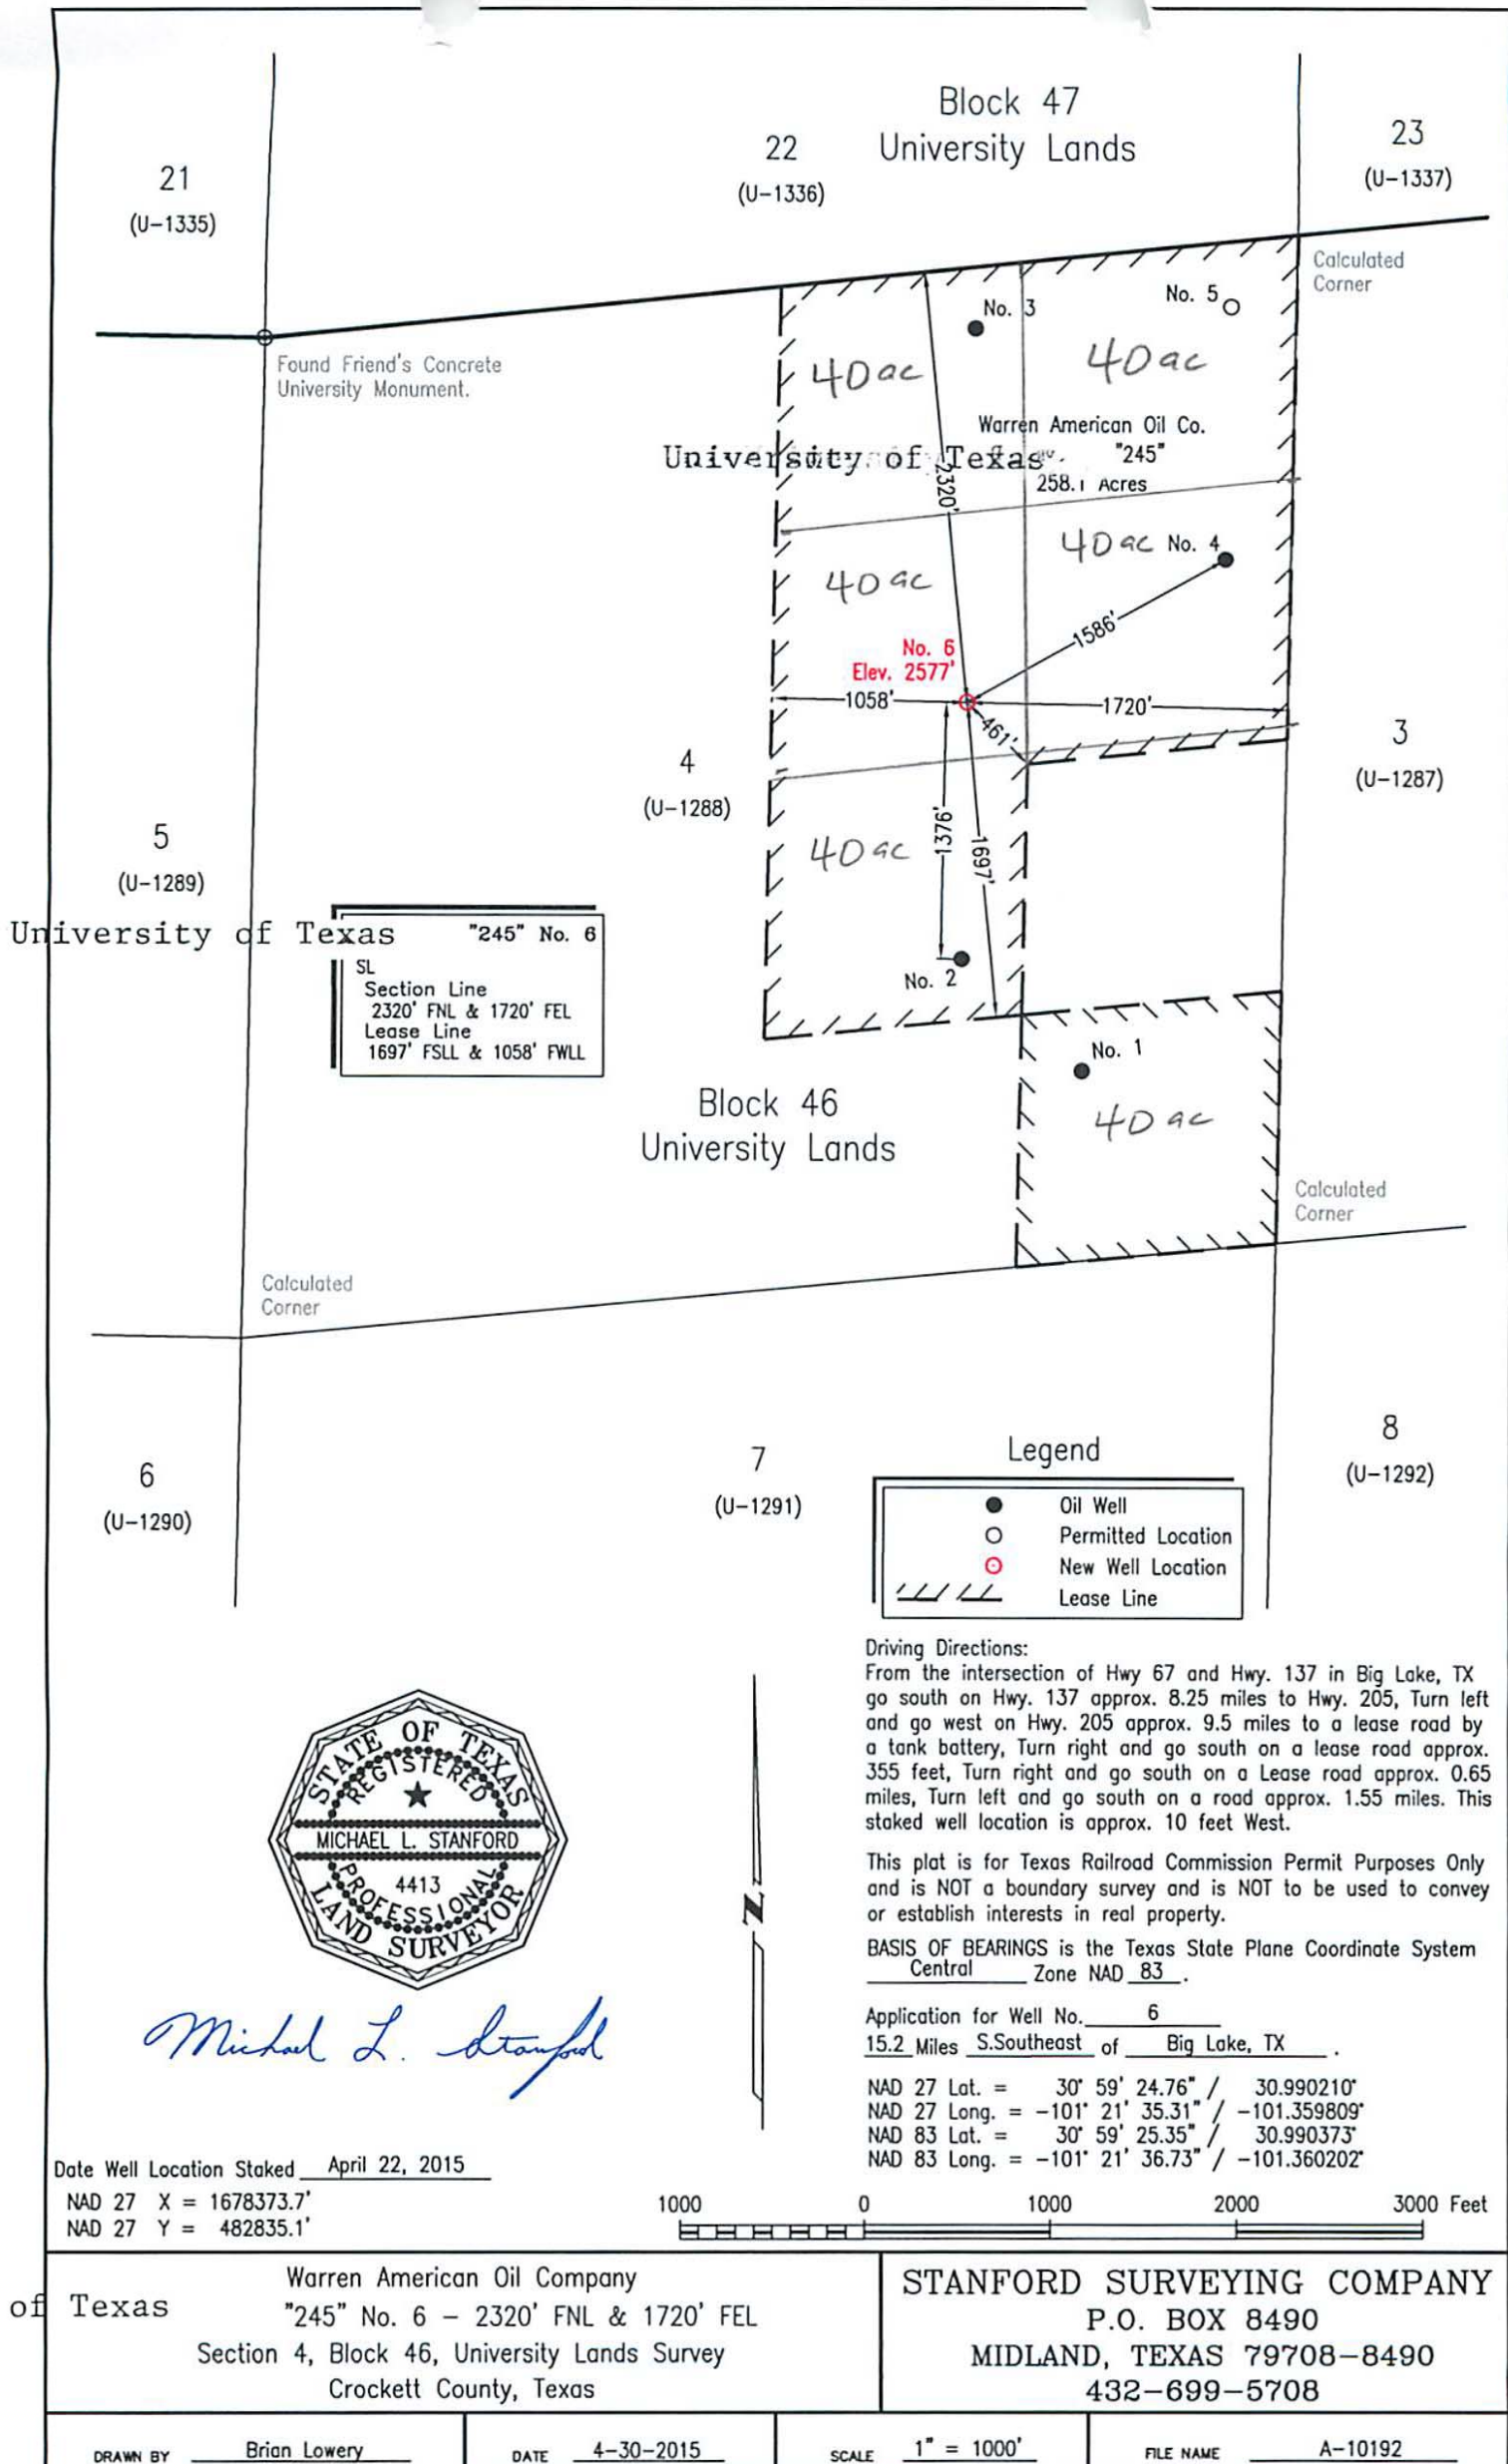 Block 47
University Lands
21
(U-1335)
22
(U-1336)
23
(U-1337)
Calculated
Corner
No. 5
No. 3
Found Friend's Concrete
University Monument.
40 ac
40 ac
Warren American Oil Co.
University of Texas
"245"
258.1 Acres
2320'
40 ac
No. 4
40 ac
1586'
No. 6
Elev. 2577'
1058'
1720'
461'
4
(U-1288)
3
(U-1287)
5
(U-1289)
40 ac
1376'
1697'
University of Texas
"245" No. 6
SL
Section Line
2320' FNL & 1720' FEL
Lease Line
1697' FSLL & 1058' FWLL
No. 2
No. 1
40 ac
Block 46
University Lands
Calculated
Corner
Calculated
Corner
6
(U-1290)
7
(U-1291)
8
(U-1292)
Legend
Oil Well
Permitted Location
New Well Location
Lease Line
Driving Directions:
From the intersection of Hwy 67 and Hwy. 137 in Big Lake, TX
go south on Hwy. 137 approx. 8.25 miles to Hwy. 205, Turn left
and go west on Hwy. 205 approx. 9.5 miles to a lease road by
a tank battery, Turn right and go south on a lease road approx.
355 feet, Turn right and go south on a Lease road approx. 0.65
miles, Turn left and go south on a road approx. 1.55 miles. This
staked well location is approx. 10 feet West.
This plat is for Texas Railroad Commission Permit Purposes Only
and is NOT a boundary survey and is NOT to be used to convey
or establish interests in real property.
BASIS OF BEARINGS is the Texas State Plane Coordinate System
Central Zone NAD 83.
Application for Well No. 6
15.2 Miles S.Southeast of Big Lake, TX.
NAD 27 Lat. = 30° 59' 24.76" / 30.990210°
NAD 27 Long. = -101° 21' 35.31" / -101.359809°
NAD 83 Lat. = 30° 59' 25.35" / 30.990373°
NAD 83 Long. = -101° 21' 36.73" / -101.360202°
STATE OF TEXAS
REGISTERED
MICHAEL L. STANFORD
4413
PROFESSIONAL
LAND SURVEYOR
Michael L. Stanford
N
Date Well Location Staked April 22, 2015
NAD 27 X = 1678373.7'
NAD 27 Y = 482835.1'
1000 0 1000 2000 3000 Feet
of Texas
Warren American Oil Company
"245" No. 6 - 2320' FNL & 1720' FEL
Section 4, Block 46, University Lands Survey
Crockett County, Texas
STANFORD SURVEYING COMPANY
P.O. BOX 8490
MIDLAND, TEXAS 79708-8490
432-699-5708
DRAWN BY Brian Lowery
DATE 4-30-2015
SCALE 1" = 1000'
FILE NAME A-10192